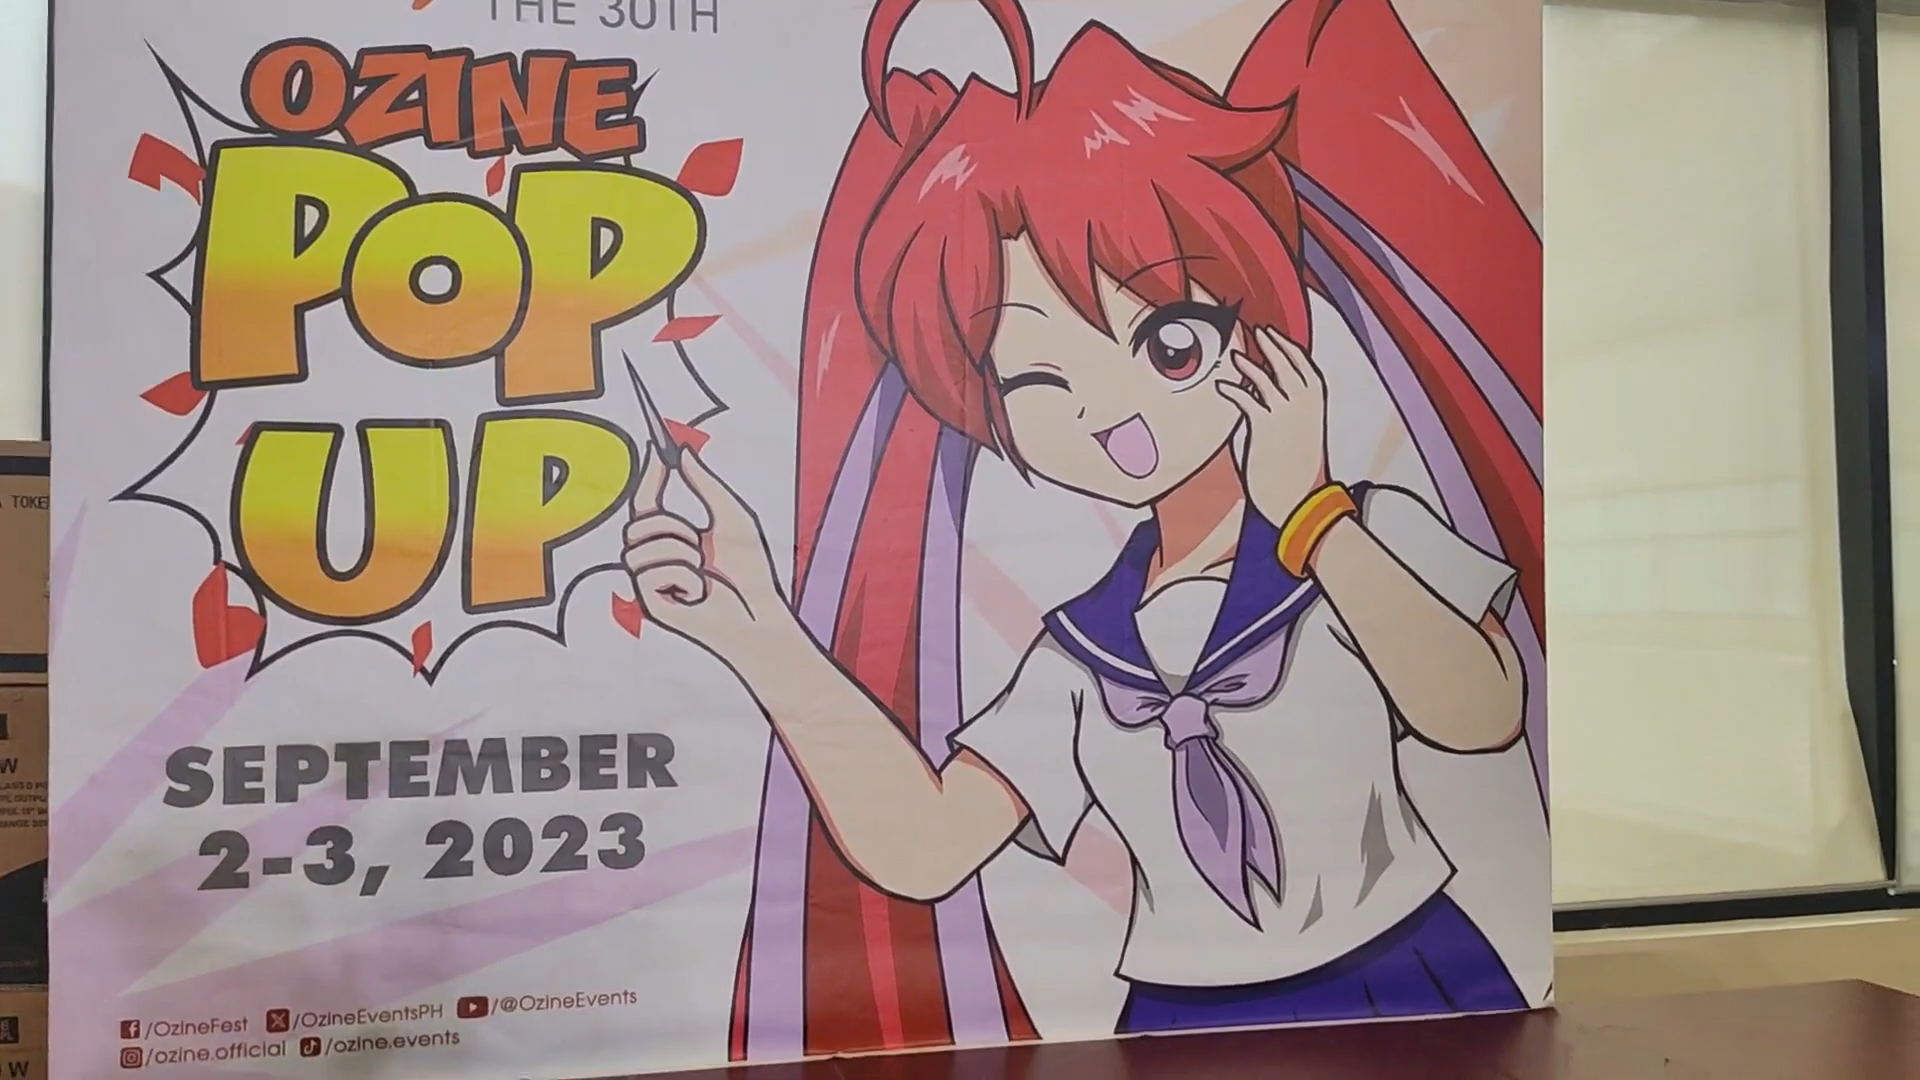 THE 30TH
OZINE
POP
UP
SEPTEMBER
2-3, 2023
/OzineFest /OzineEventsPH /@OzineEvents
/ozine.official /ozine.events